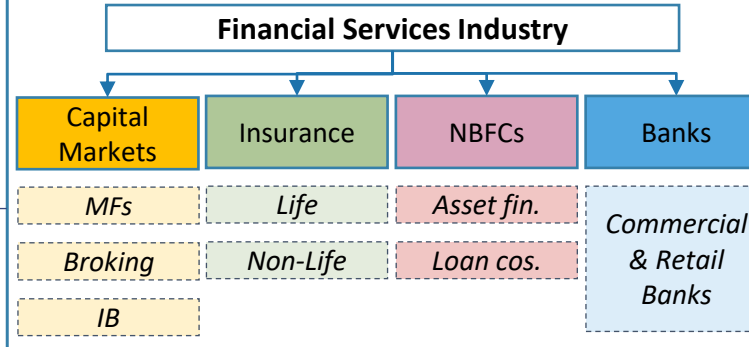 Financial Services Industry
Capital
Markets
Insurance
NBFCs
Banks
MFs
Life
Asset fin.
Commercial
& Retail
Banks
Broking
Non-Life
Loan cos.
IB